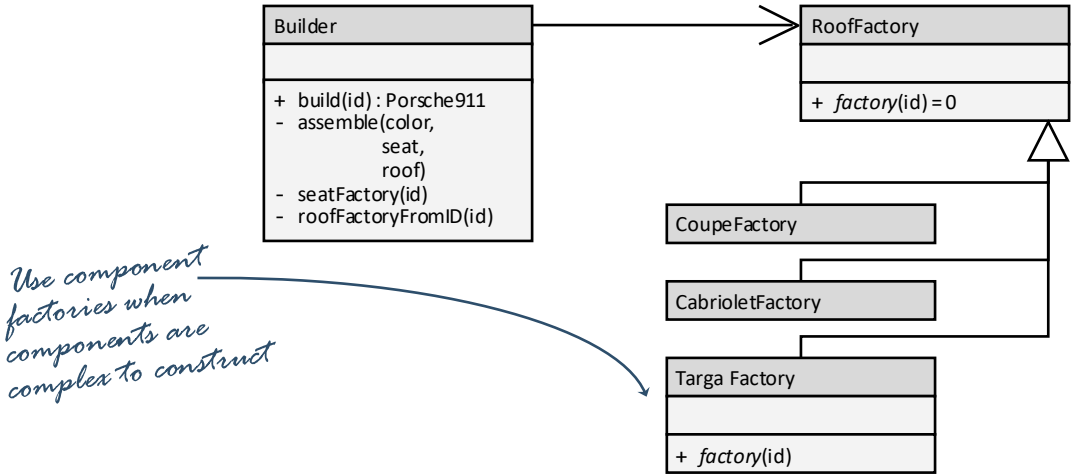 Builder
+ build(id) : Porsche911
- assemble(color,
seat,
roof)
- seatFactory(id)
- roofFactoryFromID(id)
RoofFactory
+ factory(id) = 0
CoupeFactory
CabrioletFactory
Targa Factory
+ factory(id)
Use component
factories when
components are
complex to construct